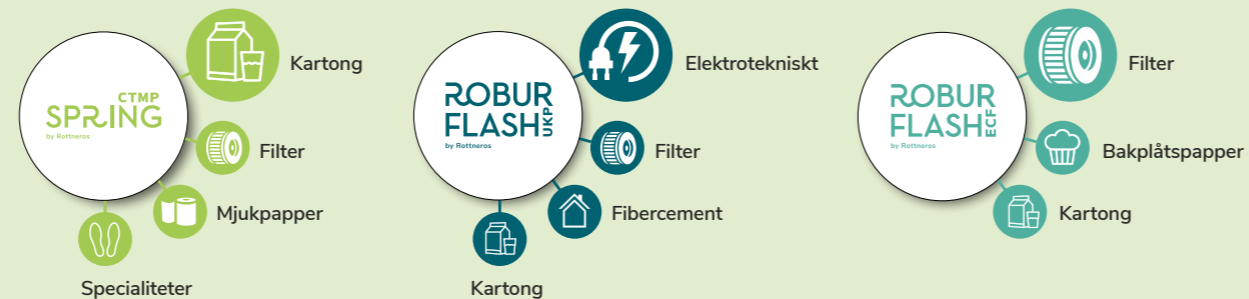 CTMP
SPRING
by Rottneros
Kartong
Filter
Mjukpapper
Specialiteter
ROBUR
FLASH UKP
by Rottneros
Elektrotekniskt
Filter
Fibercement
Kartong
ROBUR
FLASH ECF
by Rottneros
Filter
Bakplåtspapper
Kartong